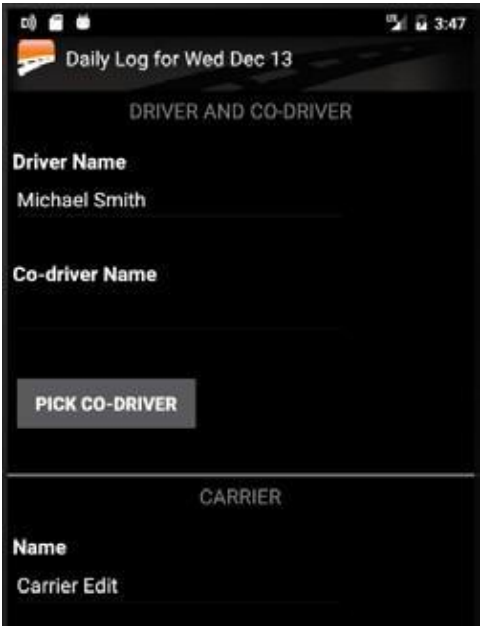 3:47
Daily Log for Wed Dec 13
DRIVER AND CO-DRIVER
Driver Name
Michael Smith
Co-driver Name
PICK CO-DRIVER
CARRIER
Name
Carrier Edit